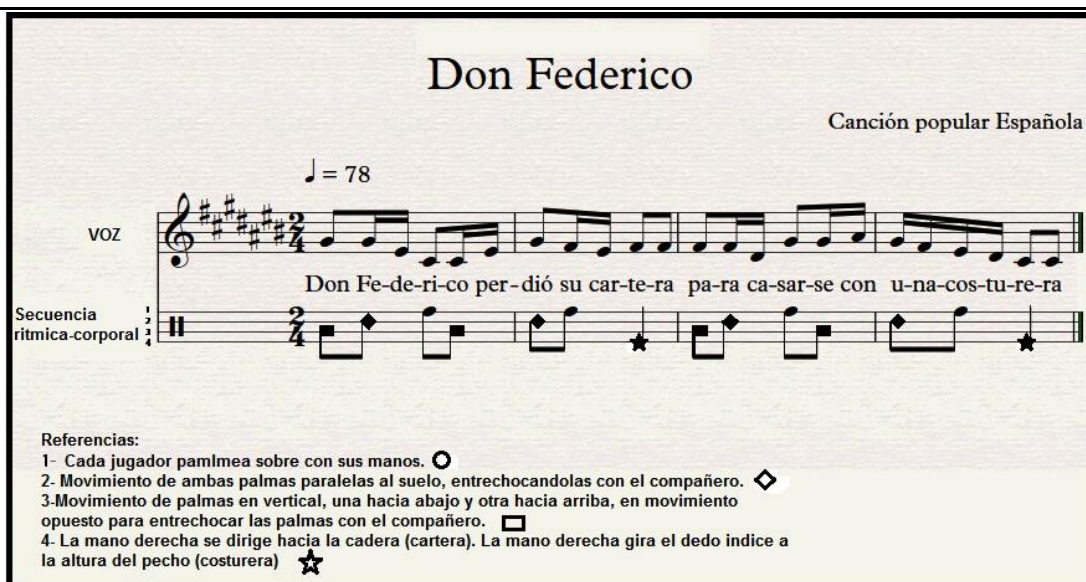 Don Federico
Canción popular Española
♩ = 78
VOZ
Don Fe-de-ri-co per-dió su car-te-ra pa-ra ca-sar-se con u-na-cos-tu-re-ra
Secuencia
ritmica-corporal
1
2
3
4
Referencias:
1- Cada jugador pamlmea sobre con sus manos.
2- Movimiento de ambas palmas paralelas al suelo, entrechocandolas con el compañero.
3-Movimiento de palmas en vertical, una hacia abajo y otra hacia arriba, en movimiento
opuesto para entrechocar las palmas con el compañero.
4- La mano derecha se dirige hacia la cadera (cartera). La mano derecha gira el dedo indice a
la altura del pecho (costurera)